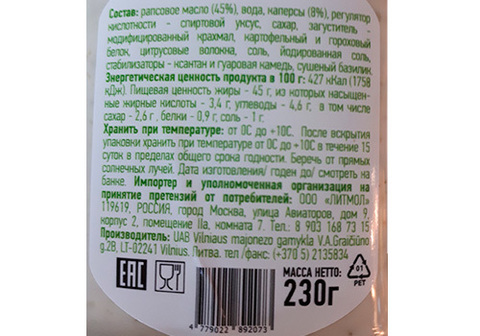 Состав: рапсовое масло (45%), вода, каперсы (8%), регулятор
кислотности - спиртовой уксус, сахар, загуститель -
модифицированный крахмал, картофельный и гороховый
белок, цитрусовые волокна, соль, йодированная соль,
стабилизаторы - ксантан и гуаровая камедь, сушеный базилик.
Энергетическая ценность продукта в 100 г: 427 кКал (1758
кДж). Пищевая ценность жиры - 45 г, из которых насыщен-
ные жирные кислоты - 3,4 г, углеводы - 4,6 г, в том числе
сахар - 2,6 г . белки - 0,9 г, соль - 1 г.
Хранить при температуре: от 0С до +10С. После вскрытия
упаковки хранить при температуре от 0С до +10С в течение 15
суток в пределах общего срока годности. Беречь от прямых
солнечных лучей. Дата изготовления/ годен до/ смотреть на
банке. Импортер и уполномоченная организация на
принятие претензий от потребителей: ООО «ЛИТМОЛ»
119619, РОССИЯ, город Москва, улица Авиаторов, дом 9,
корпус 2, помещение IIа, комната 7. Тел.: 8 903 168 73 15
Производитель: UAB Vilniaus majonezo gamykla V.A.Graičiūno
g.2B, LT-02241 Vilnius. Литва. тел /факс: (+370 5) 2135834
EAC
МАССА НЕТТО:
230г
01
PET
4 779022 892073